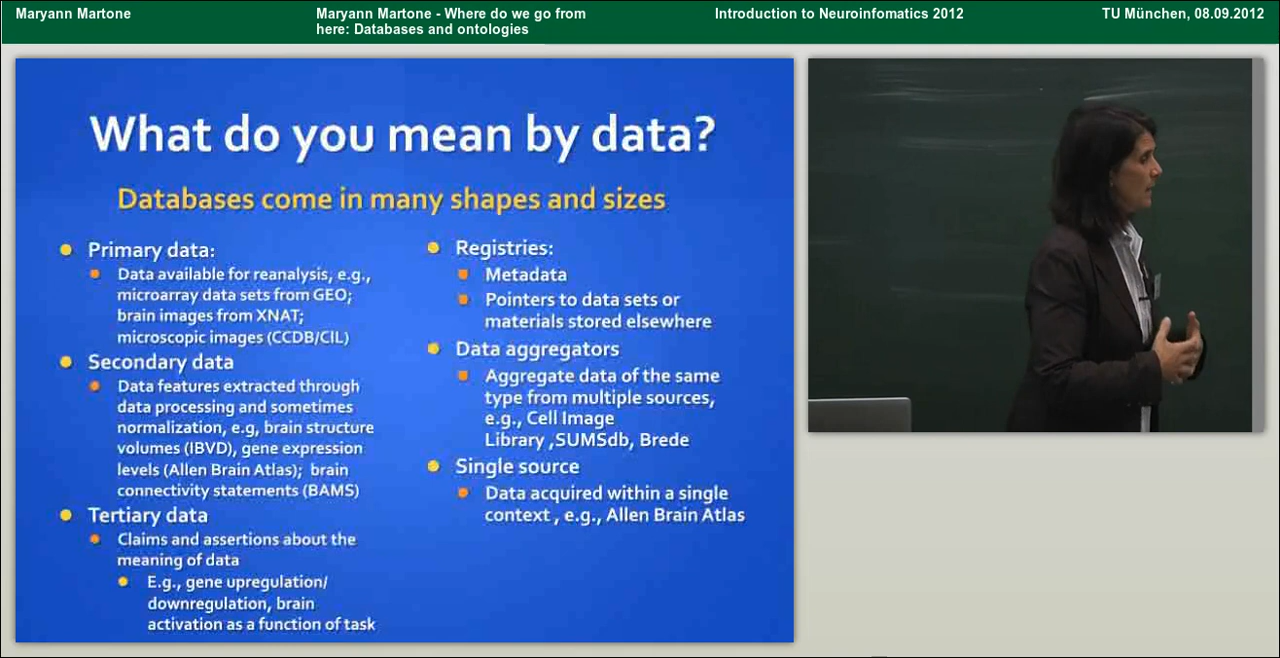 Maryann Martone
Maryann Martone - Where do we go from
here: Databases and ontologies
Introduction to Neuroinfomatics 2012
TU München, 08.09.2012
What do you mean by data?
Databases come in many shapes and sizes
Primary data:
Data available for reanalysis, e.g.,
microarray data sets from GEO;
brain images from XNAT;
microscopic images (CCDB/CIL)
Secondary data
Data features extracted through
data processing and sometimes
normalization, e.g, brain structure
volumes (IBVD), gene expression
levels (Allen Brain Atlas); brain
connectivity statements (BAMS)
Tertiary data
Claims and assertions about the
meaning of data
E.g., gene upregulation/
downregulation, brain
activation as a function of task
Registries:
Metadata
Pointers to data sets or
materials stored elsewhere
Data aggregators
Aggregate data of the same
type from multiple sources,
e.g., Cell Image
Library ,SUMSdb, Brede
Single source
Data acquired within a single
context , e.g., Allen Brain Atlas